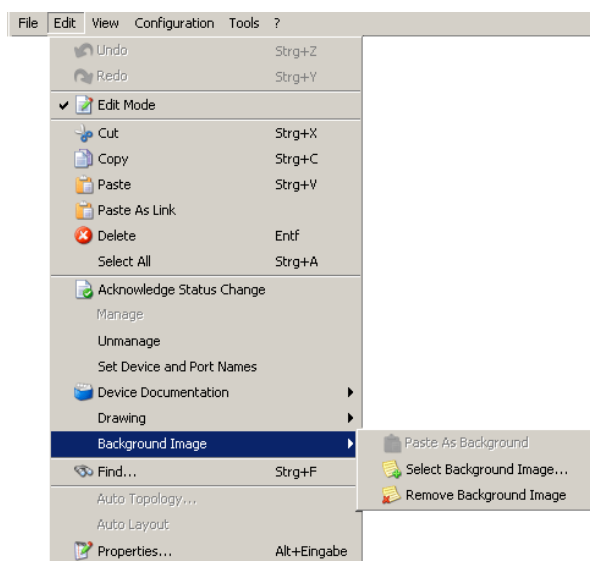 File Edit View Configuration Tools ?
Undo Strg+Z
Redo Strg+Y
Edit Mode
Cut Strg+X
Copy Strg+C
Paste Strg+V
Paste As Link
Delete Entf
Select All Strg+A
Acknowledge Status Change
Manage
Unmanage
Set Device and Port Names
Device Documentation
Drawing
Background Image
Paste As Background
Select Background Image...
Remove Background Image
Find... Strg+F
Auto Topology...
Auto Layout
Properties... Alt+Eingabe